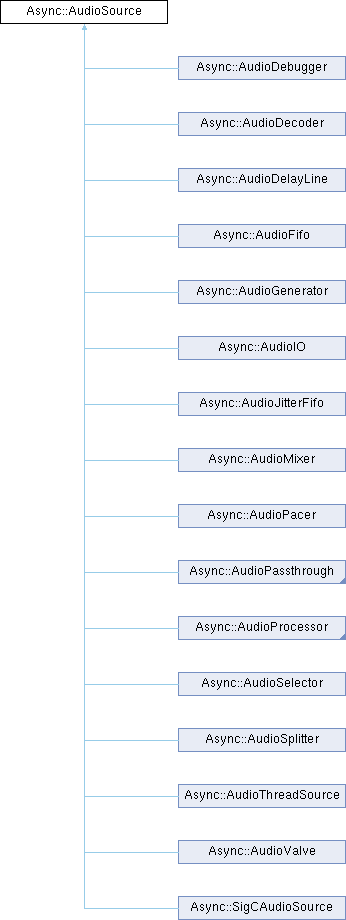 Async::AudioSource
Async::AudioDebugger
Async::AudioDecoder
Async::AudioDelayLine
Async::AudioFifo
Async::AudioGenerator
Async::AudioIO
Async::AudioJitterFifo
Async::AudioMixer
Async::AudioPacer
Async::AudioPassthrough
Async::AudioProcessor
Async::AudioSelector
Async::AudioSplitter
Async::AudioThreadSource
Async::AudioValve
Async::SigCAudioSource